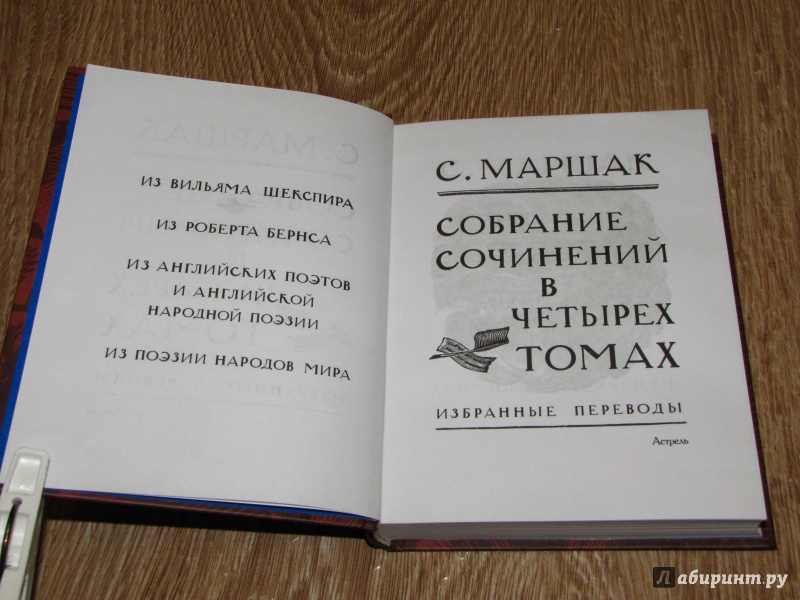 ИЗ ВИЛЬЯМА ШЕКСПИРА
ИЗ РОБЕРТА БЕРНСА
ИЗ АНГЛИЙСКИХ ПОЭТОВ
И АНГЛИЙСКОЙ
НАРОДНОЙ ПОЭЗИИ
ИЗ ПОЭЗИИ НАРОДОВ МИРА
С. МАРШАК
СОБРАНИЕ
СОЧИНЕНИЙ
В
ЧЕТЫРЕХ
ТОМАХ
ИЗБРАННЫЕ ПЕРЕВОДЫ
Астрель
Лабиринт.ру